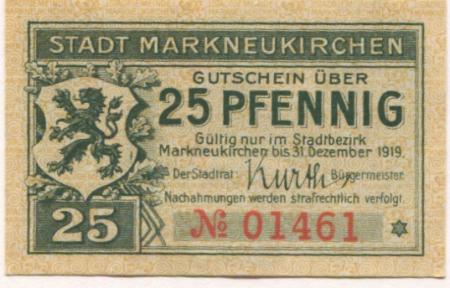 STADT MARKNEUKIRCHEN
GUTSCHEIN ÜBER
25 PFENNIG
Gültig nur im Stadtbezirk
Markneukirchen bis 31. Dezember 1919.
Der Stadtrat: Kurth Bürgermeister
Nachahmungen werden strafrechtlich verfolgt.
25
№ 01461